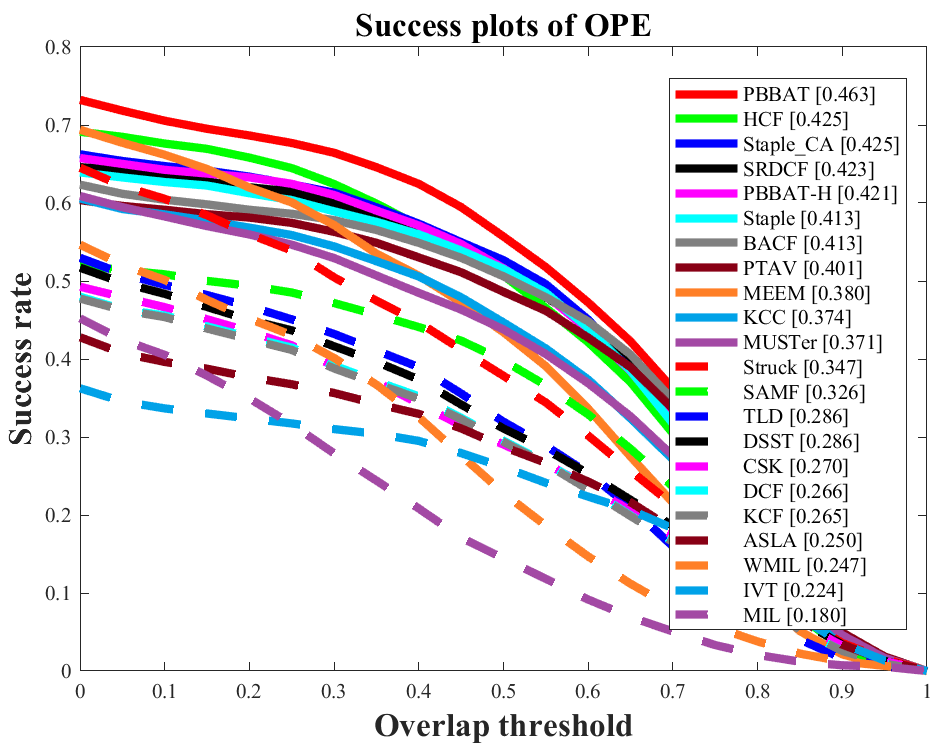 Success plots of OPE
Success rate
0.8
0.7
0.6
0.5
0.4
0.3
0.2
0.1
0
PBBAT [0.463]
HCF [0.425]
Staple_CA [0.425]
SRDCF [0.423]
PBBAT-H [0.421]
Staple [0.413]
BACF [0.413]
PTAV [0.401]
MEEM [0.380]
KCC [0.374]
MUSTer [0.371]
Struck [0.347]
SAMF [0.326]
TLD [0.286]
DSST [0.286]
CSK [0.270]
DCF [0.266]
KCF [0.265]
ASLA [0.250]
WMIL [0.247]
IVT [0.224]
MIL [0.180]
0 0.1 0.2 0.3 0.4 0.5 0.6 0.7 0.8 0.9 1
Overlap threshold